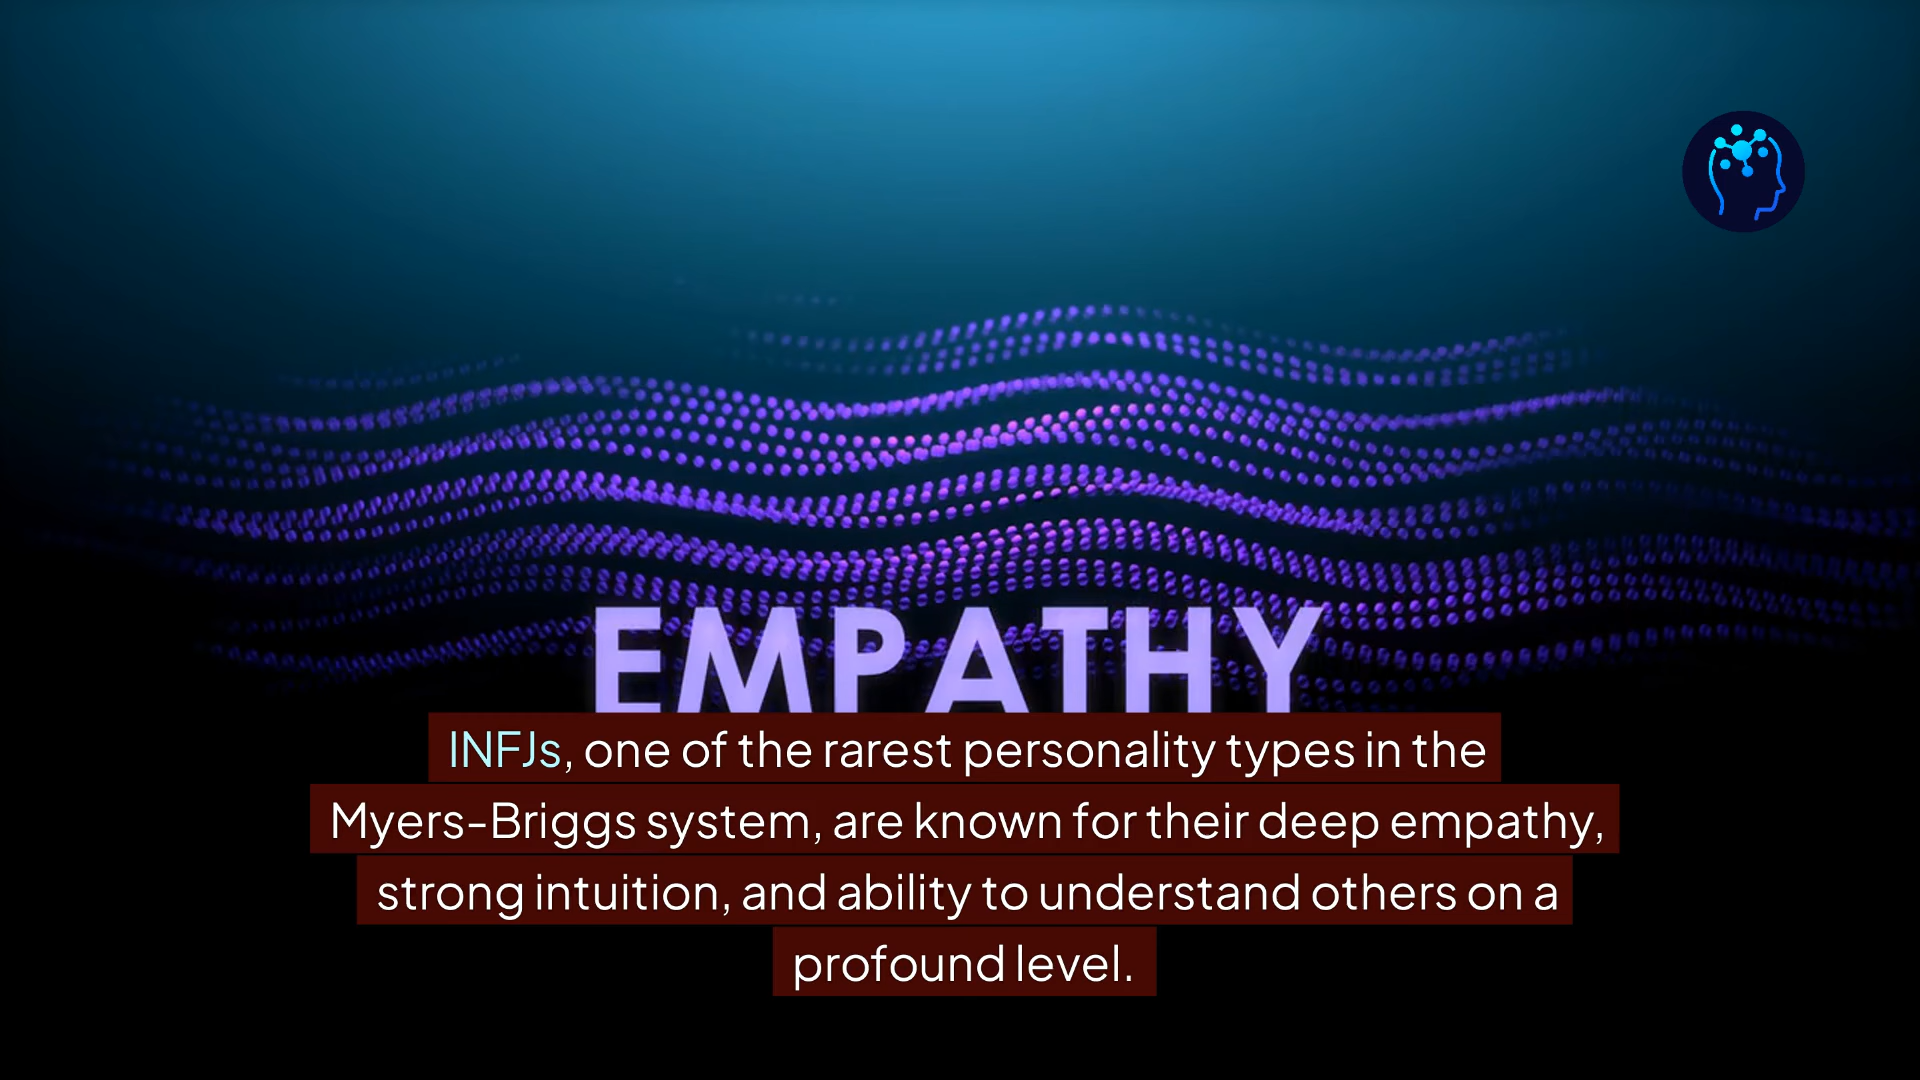 EMPATHY
INFJs, one of the rarest personality types in the
Myers-Briggs system, are known for their deep empathy,
strong intuition, and ability to understand others on a
profound level.